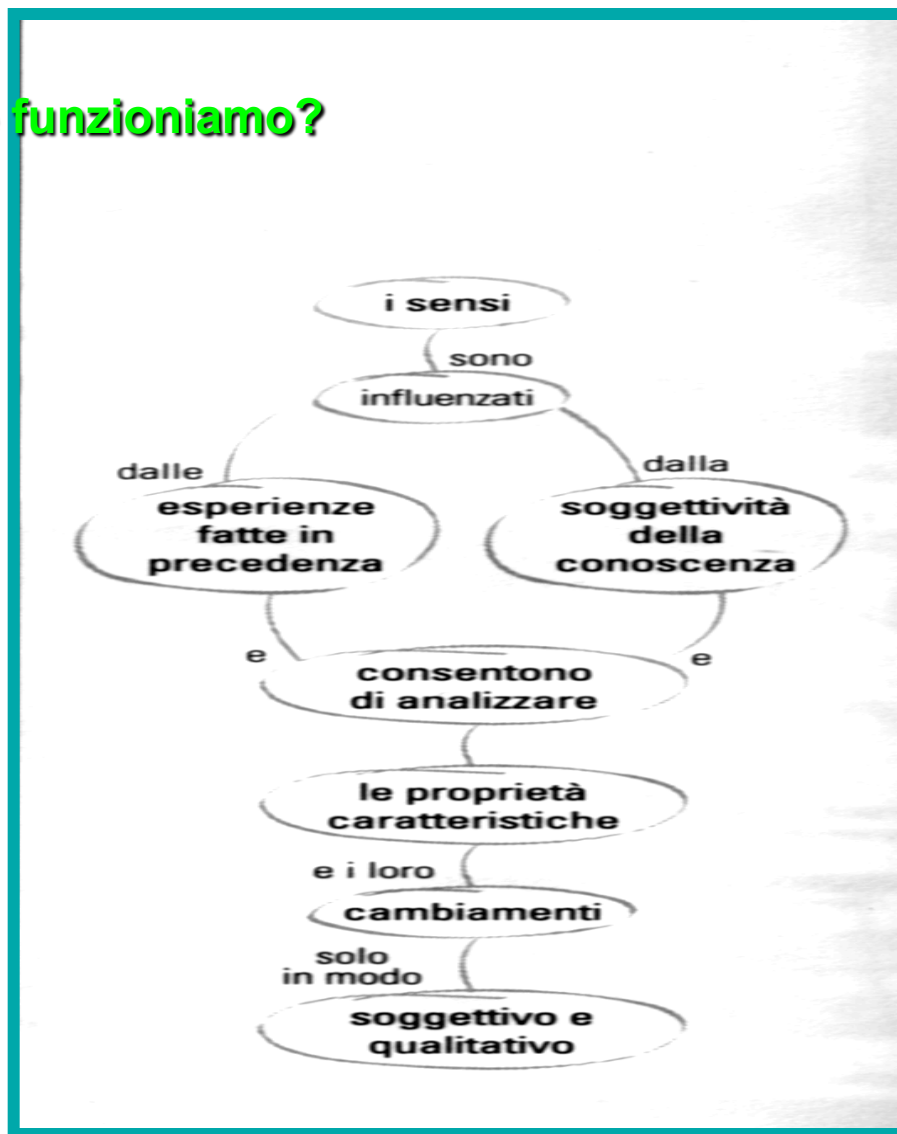 funzioniamo?
i sensi
sono
influenzati
dalle
dalla
esperienze
fatte in
precedenza
soggettività
della
conoscenza
e
e
consentono
di analizzare
le proprietà
caratteristiche
e i loro
cambiamenti
solo
in modo
soggettivo e
qualitativo